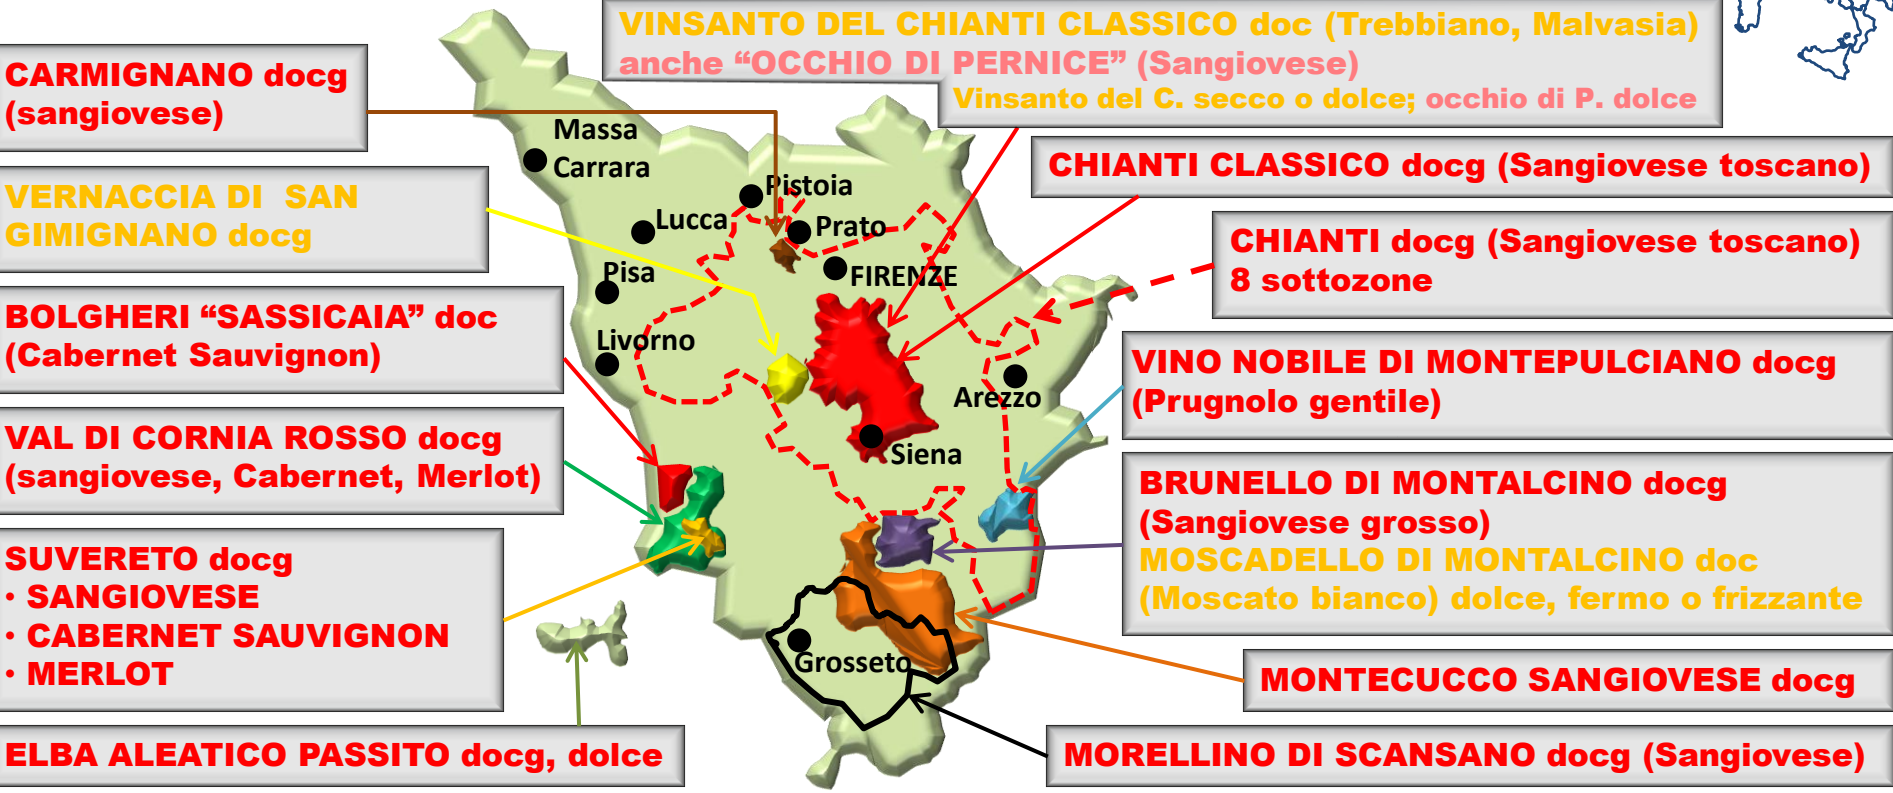 VINSANTO DEL CHIANTI CLASSICO doc (Trebbiano, Malvasia)
anche “OCCHIO DI PERNICE” (Sangiovese)
Vinsanto del C. secco o dolce; occhio di P. dolce
CARMIGNANO docg
(sangiovese)
VERNACCIA DI SAN
GIMIGNANO docg
BOLGHERI “SASSICAIA” doc
(Cabernet Sauvignon)
VAL DI CORNIA ROSSO docg
(sangiovese, Cabernet, Merlot)
SUVERETO docg
• SANGIOVESE
• CABERNET SAUVIGNON
• MERLOT
ELBA ALEATICO PASSITO docg, dolce
Massa
Carrara
Pistoia
Lucca
Prato
Pisa
FIRENZE
Livorno
Arezzo
Siena
Grosseto
CHIANTI CLASSICO docg (Sangiovese toscano)
CHIANTI docg (Sangiovese toscano)
8 sottozone
VINO NOBILE DI MONTEPULCIANO docg
(Prugnolo gentile)
BRUNELLO DI MONTALCINO docg
(Sangiovese grosso)
MOSCADELLO DI MONTALCINO doc
(Moscato bianco) dolce, fermo o frizzante
MONTECUCCO SANGIOVESE docg
MORELLINO DI SCANSANO docg (Sangiovese)